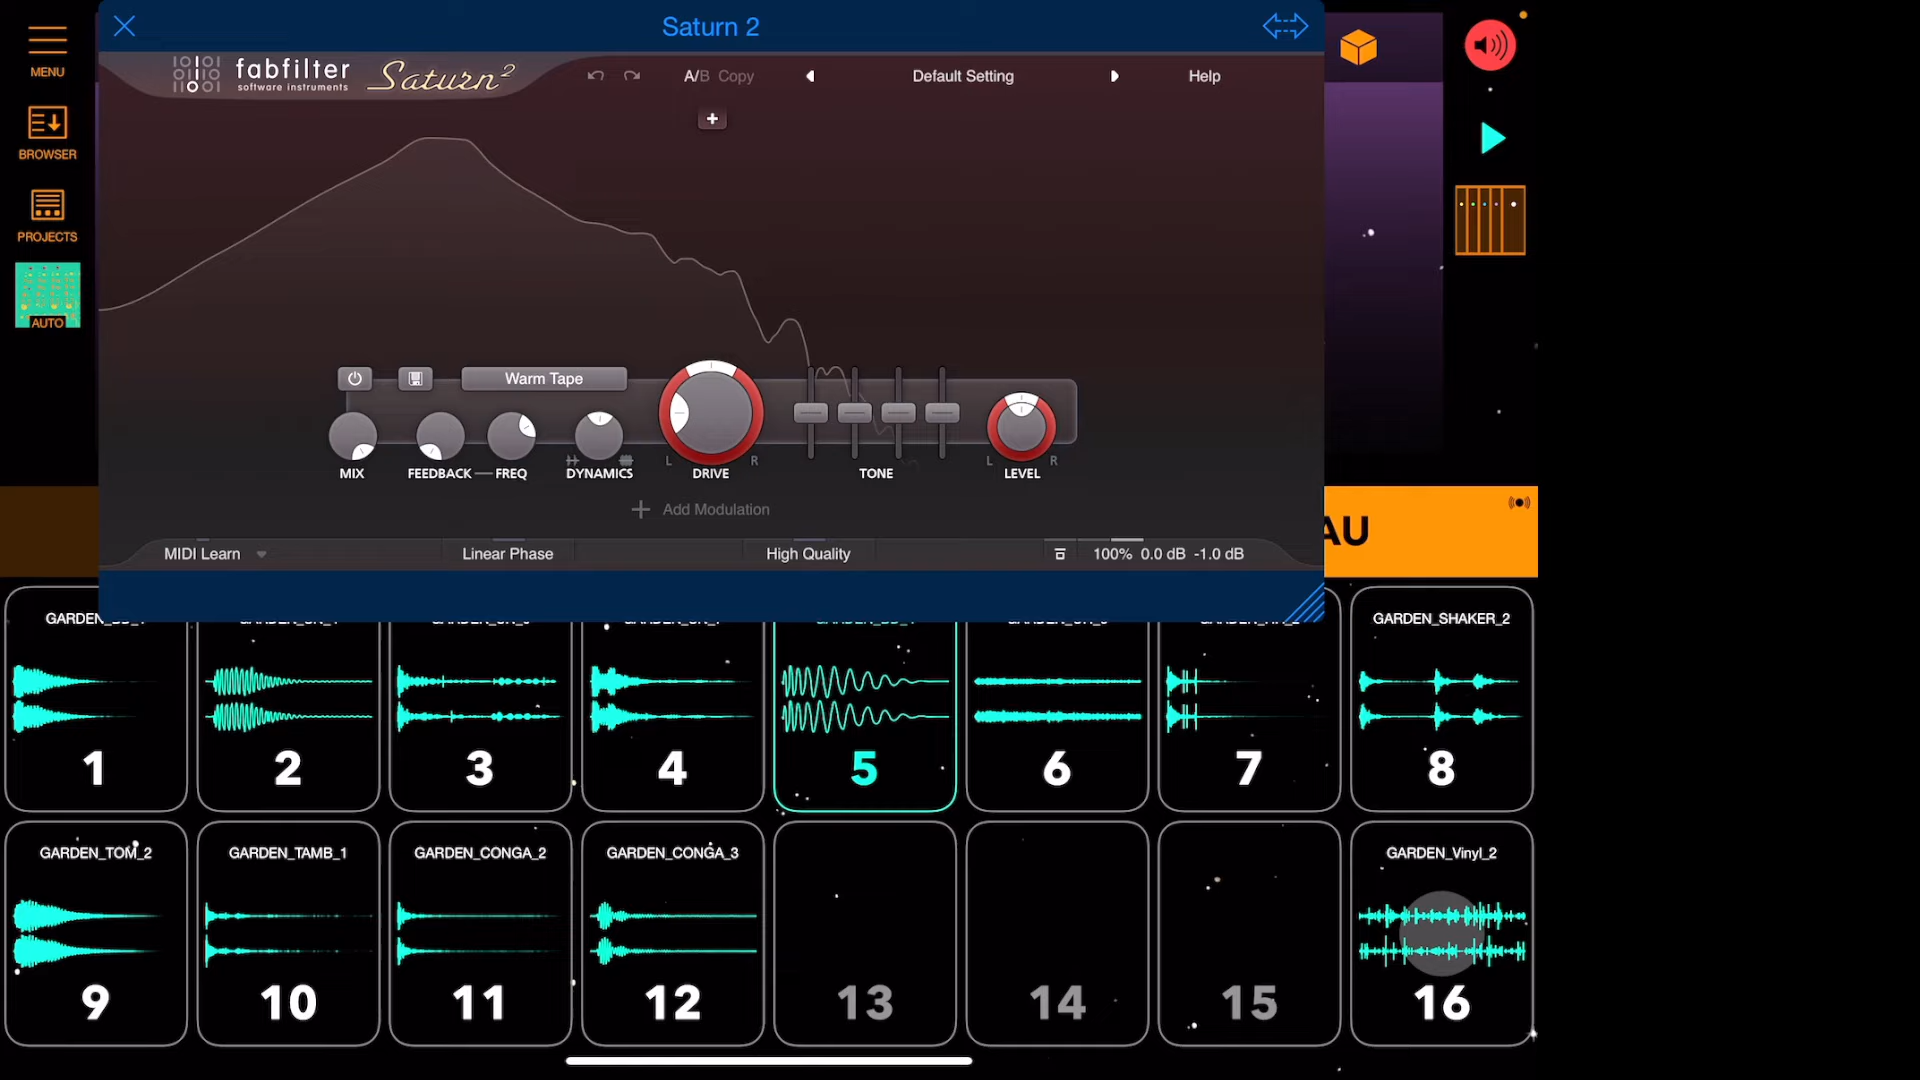 Saturn 2
MENU
fabfilter
software instruments
Saturn 2
A/B Copy
Default Setting
Help
BROWSER
PROJECTS
AUTO
Warm Tape
MIX
FEEDBACK
FREQ
DYNAMICS
L
R
DRIVE
TONE
L
R
LEVEL
Add Modulation
AU
MIDI Learn
Linear Phase
High Quality
100% 0.0 dB -1.0 dB
GARDEN_SHAKER_2
1
2
3
4
5
6
7
8
GARDEN_TOM_2
GARDEN_TAMB_1
GARDEN_CONGA_2
GARDEN_CONGA_3
GARDEN_Vinyl_2
9
10
11
12
13
14
15
16